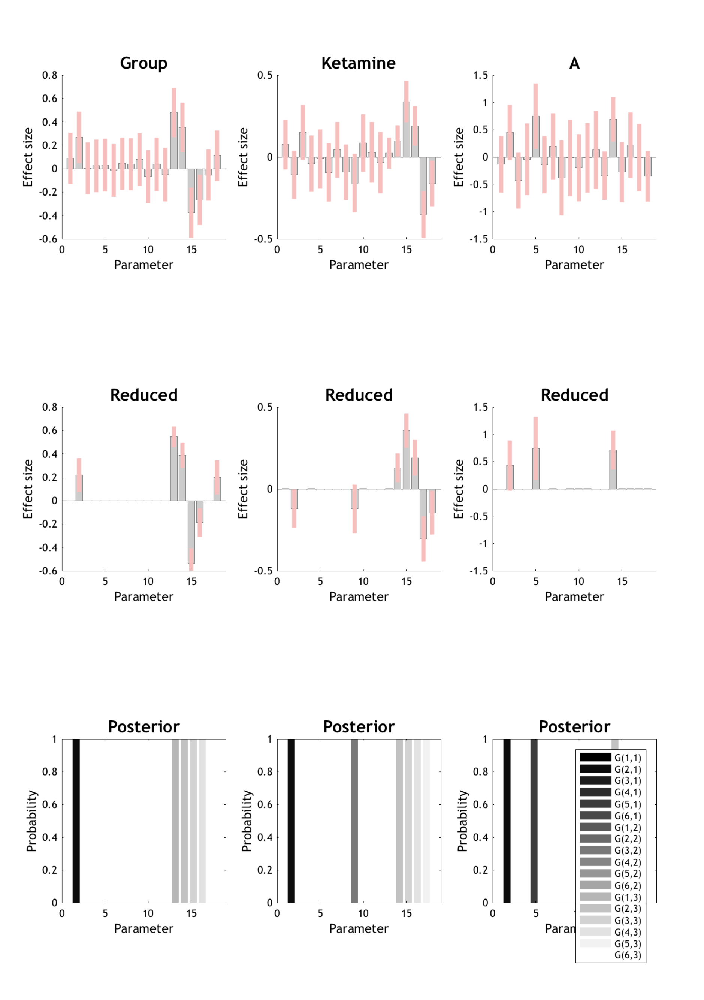 Group
Ketamine
A
0.8
0.6
0.4
0.2
0
-0.2
-0.4
-0.6
Effect size
0
5
10
15
Parameter
0.5
0
-0.5
Effect size
0
5
10
15
Parameter
1.5
1
0.5
0
-0.5
-1
-1.5
Effect size
0
5
10
15
Parameter
Reduced
Reduced
Reduced
0.8
0.6
0.4
0.2
0
-0.2
-0.4
-0.6
Effect size
0
5
10
15
Parameter
0.5
0
-0.5
Effect size
0
5
10
15
Parameter
1.5
1
0.5
0
-0.5
-1
-1.5
Effect size
0
5
10
15
Parameter
Posterior
Posterior
Posterior
1
0.8
0.6
0.4
0.2
0
Probability
0
5
10
15
Parameter
1
0.8
0.6
0.4
0.2
0
Probability
0
5
10
15
Parameter
1
0.8
0.6
0.4
0.2
0
Probability
0
5
G(1,1)
G(2,1)
G(3,1)
G(4,1)
G(5,1)
G(6,1)
G(1,2)
G(2,2)
G(3,2)
G(4,2)
G(5,2)
G(6,2)
G(1,3)
G(2,3)
G(3,3)
G(4,3)
G(5,3)
G(6,3)